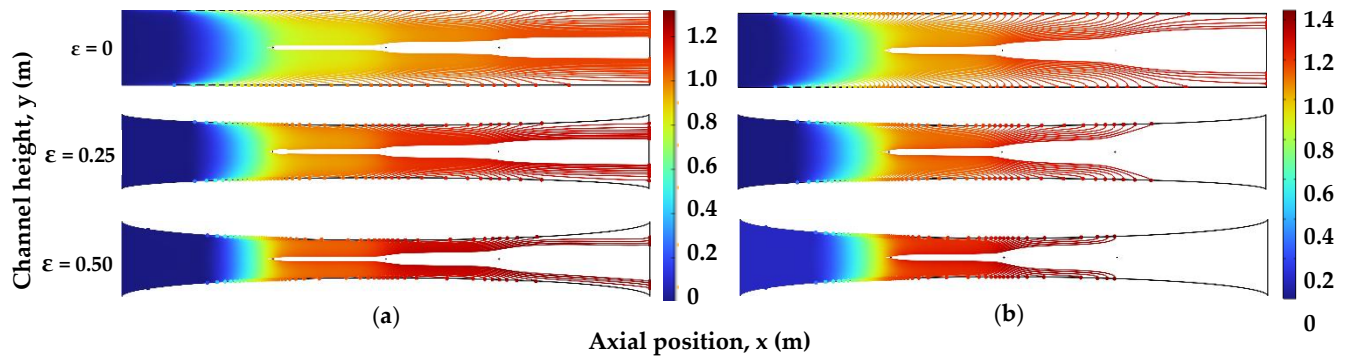 Channel height, y (m)
ε = 0
ε = 0.25
ε = 0.50
1.2
1.0
0.8
0.6
0.4
0.2
0
1.4
1.2
1.0
0.8
0.6
0.4
0.2
0
(a)
(b)
Axial position, x (m)